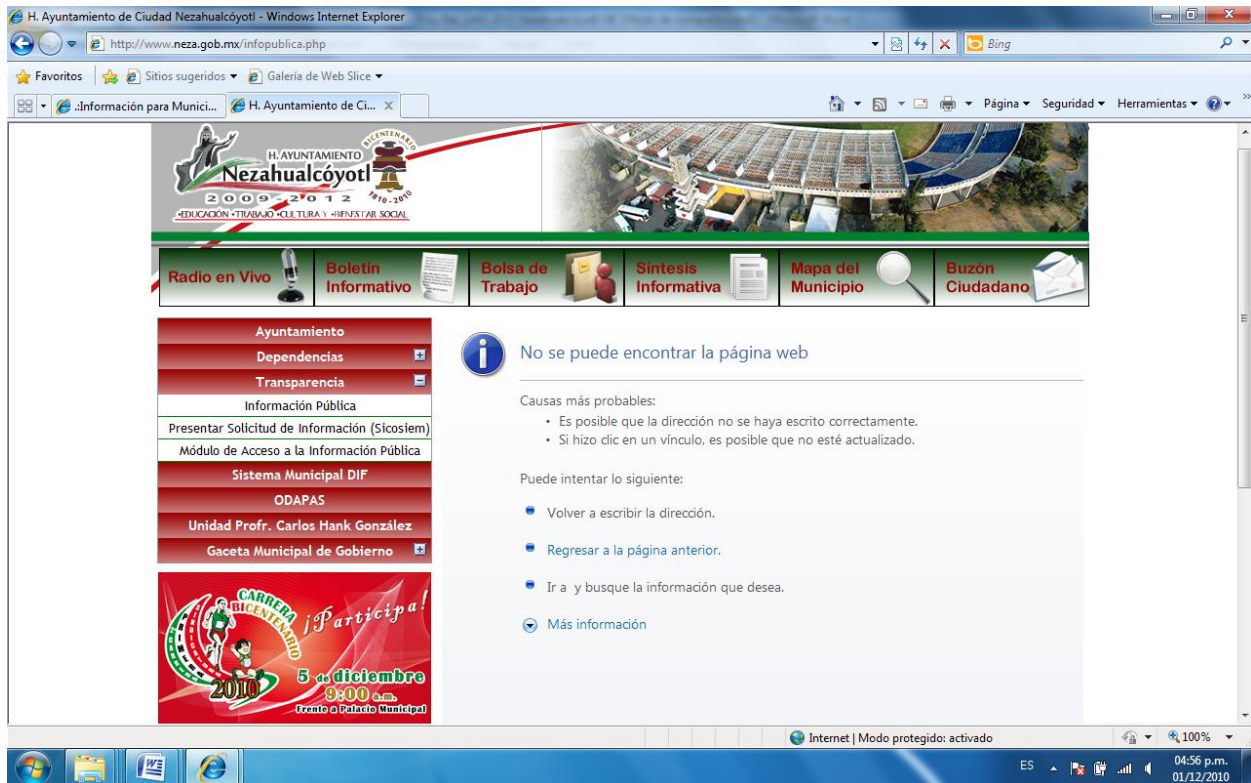 H. Ayuntamiento de Ciudad Nezahualcóyotl - Windows Internet Explorer
http://www.neza.gob.mx/infopublica.php
Bing
Favoritos
Sitios sugeridos
Galería de Web Slice
.:Información para Munici...
H. Ayuntamiento de Ci...
Página
Seguridad
Herramientas
BICENTENARIO
H. AYUNTAMIENTO
Nezahualcóyotl
2009-2012
1810-2010
•EDUCACIÓN •TRABAJO •CULTURA Y •BIENESTAR SOCIAL
Radio en Vivo
Boletín
Informativo
Bolsa de
Trabajo
Síntesis
Informativa
Mapa del
Municipio
Buzón
Ciudadano
Ayuntamiento
Dependencias
Transparencia
Información Pública
Presentar Solicitud de Información (Sicosiem)
Módulo de Acceso a la Información Pública
Sistema Municipal DIF
ODAPAS
Unidad Profr. Carlos Hank González
Gaceta Municipal de Gobierno
CARRERA
BICENTENARIO
2010
¡Participa!
5 de diciembre
9:00 a.m.
Frente a Palacio Municipal
No se puede encontrar la página web
Causas más probables:
• Es posible que la dirección no se haya escrito correctamente.
• Si hizo clic en un vínculo, es posible que no esté actualizado.
Puede intentar lo siguiente:
Volver a escribir la dirección.
Regresar a la página anterior.
Ir a y busque la información que desea.
Más información
Internet | Modo protegido: activado
100%
ES
04:56 p.m.
01/12/2010